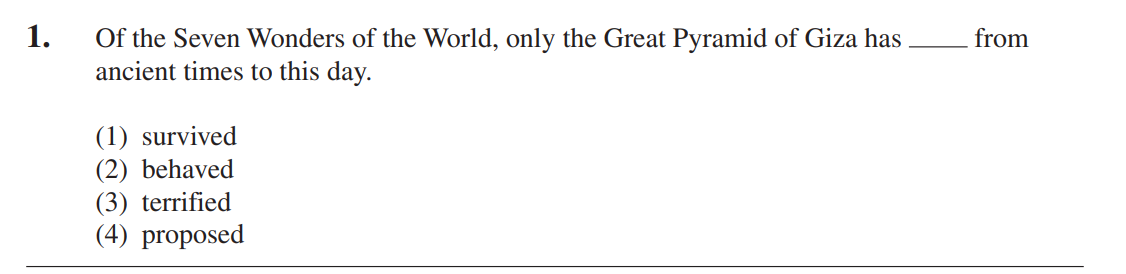 1. Of the Seven Wonders of the World, only the Great Pyramid of Giza has _____ from
ancient times to this day.
(1) survived
(2) behaved
(3) terrified
(4) proposed